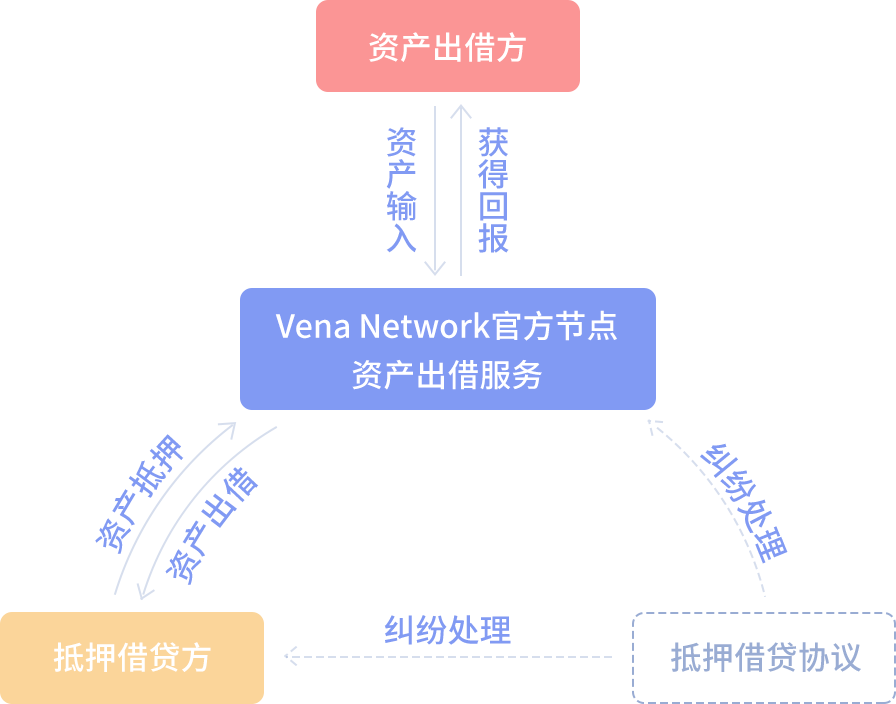 资产出借方
资产输入
获得回报
Vena Network官方节点
资产出借服务
资产抵押
资产出借
纠纷处理
纠纷处理
抵押借贷方
抵押借贷协议